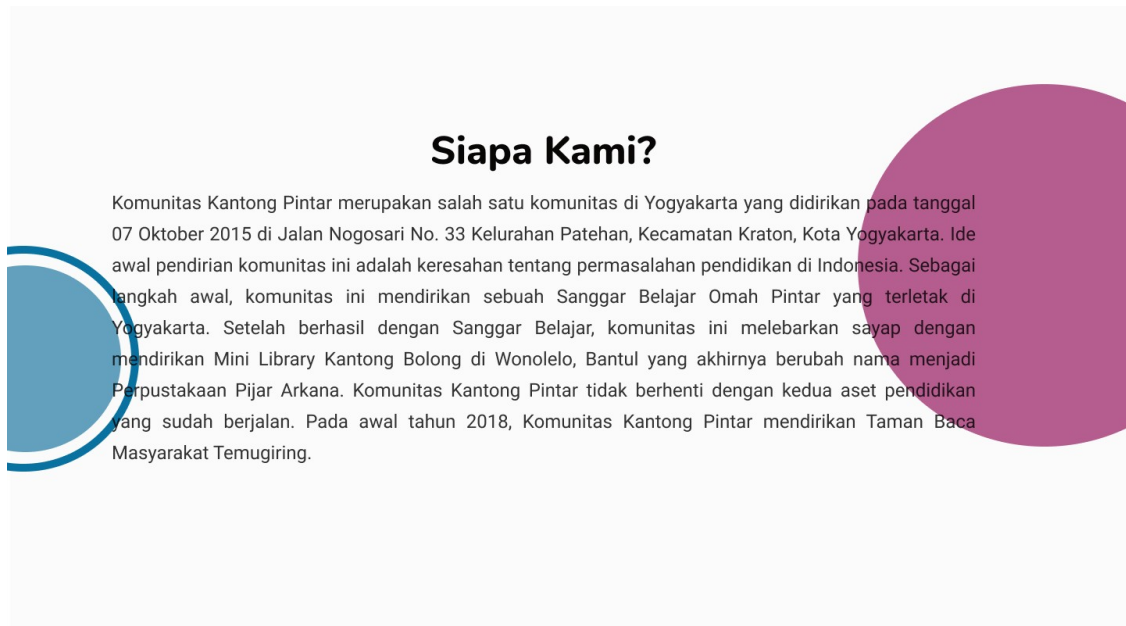 Siapa Kami?
Komunitas Kantong Pintar merupakan salah satu komunitas di Yogyakarta yang didirikan pada tanggal
07 Oktober 2015 di Jalan Nogosari No. 33 Kelurahan Patehan, Kecamatan Kraton, Kota Yogyakarta. Ide
awal pendirian komunitas ini adalah keresahan tentang permasalahan pendidikan di Indonesia. Sebagai
langkah awal, komunitas ini mendirikan sebuah Sanggar Belajar Omah Pintar yang terletak di
Yogyakarta. Setelah berhasil dengan Sanggar Belajar, komunitas ini melebarkan sayap dengan
mendirikan Mini Library Kantong Bolong di Wonolelo, Bantul yang akhirnya berubah nama menjadi
Perpustakaan Pijar Arkana. Komunitas Kantong Pintar tidak berhenti dengan kedua aset pendidikan
yang sudah berjalan. Pada awal tahun 2018, Komunitas Kantong Pintar mendirikan Taman Baca
Masyarakat Temugiring.